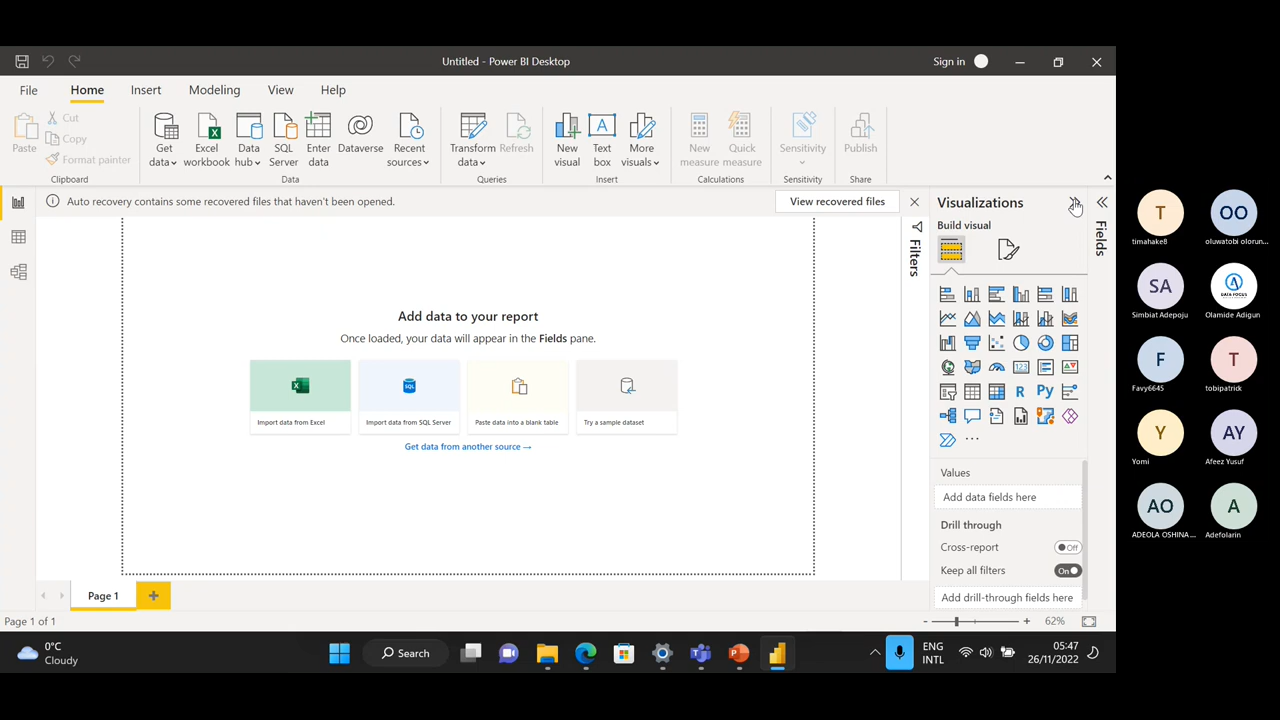 Untitled - Power BI Desktop
Sign in
File
Home
Insert
Modeling
View
Help
Paste
Cut
Copy
Format painter
Clipboard
Get data
Excel workbook
Data hub
SQL Server
Enter data
Dataverse
Recent sources
Data
Transform data
Refresh
Queries
New visual
Text box
More visuals
Insert
New measure
Quick measure
Calculations
Sensitivity
Sensitivity
Publish
Share
Auto recovery contains some recovered files that haven't been opened.
View recovered files
Filters
Visualizations
Build visual
Fields
Add data to your report
Once loaded, your data will appear in the Fields pane.
SQL
Import data from Excel
Import data from SQL Server
Paste data into a blank table
Try a sample dataset
Get data from another source →
123
R
Py
Values
Add data fields here
Drill through
Cross-report
Off
Keep all filters
On
Add drill-through fields here
Page 1
Page 1 of 1
- + 62%
0°C
Cloudy
Search
ENG
INTL
05:47
26/11/2022
T
timahake8
OO
oluwatobi olorun...
SA
Simbiat Adepoju
DATA FOCUS
Olamide Adigun
F
Favy6645
T
tobipatrick
Y
Yomi
AY
Afeez Yusuf
AO
ADEOLA OSHINA...
A
Adefolarin